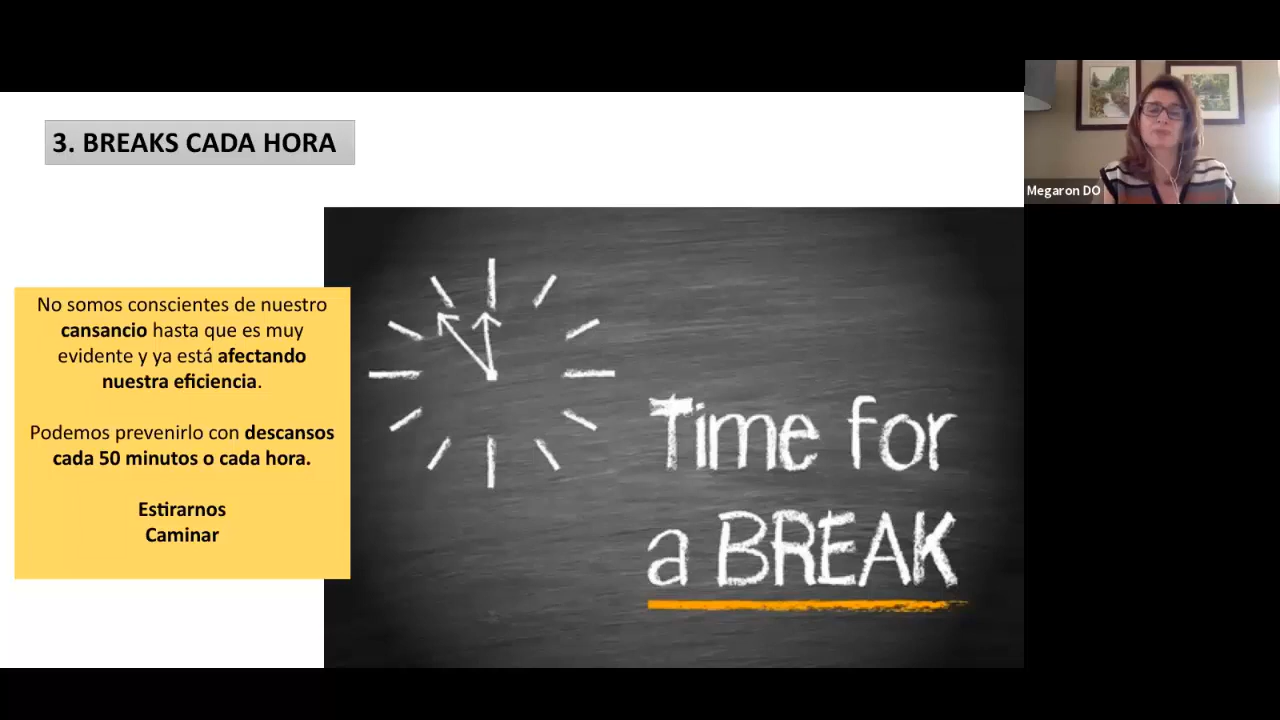 3. BREAKS CADA HORA
Megaron DO
No somos conscientes de nuestro
cansancio hasta que es muy
evidente y ya está afectando
nuestra eficiencia.
Podemos prevenirlo con descansos
cada 50 minutos o cada hora.
Estirarnos
Caminar
Time for
a BREAK